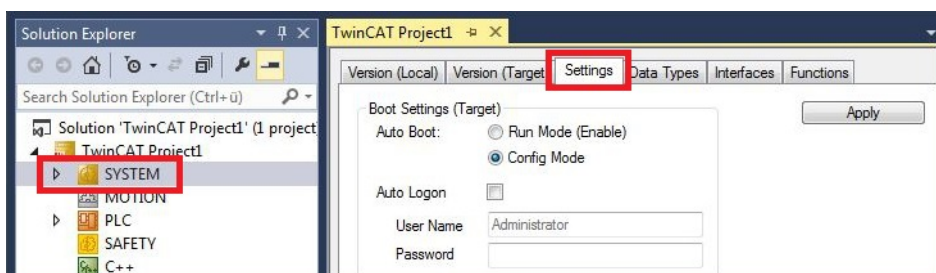 Solution Explorer
Search Solution Explorer (Ctrl+ü)
Solution 'TwinCAT Project1' (1 project
TwinCAT Project1
SYSTEM
MOTION
PLC
SAFETY
C++
TwinCAT Project1
Version (Local) Version (Target Settings Data Types Interfaces Functions
Boot Settings (Target)
Auto Boot: Run Mode (Enable)
Config Mode
Apply
Auto Logon
User Name Administrator
Password